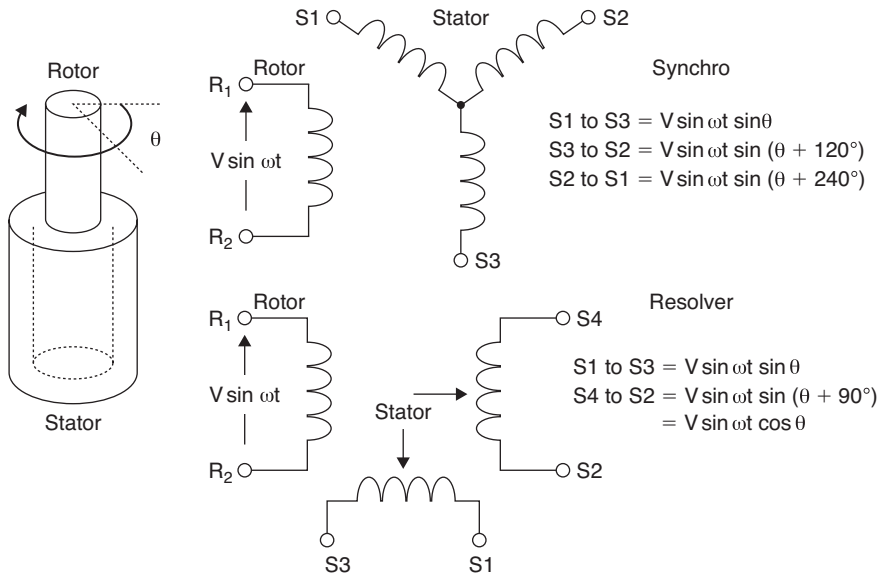 Rotor
θ
Stator
S1
Stator
S2
R₁
Rotor
V sin ωt
R₂
S3
Synchro
S1 to S3 = V sin ωt sinθ
S3 to S2 = V sin ωt sin (θ + 120°)
S2 to S1 = V sin ωt sin (θ + 240°)
R₁
Rotor
V sin ωt
R₂
Stator
S4
S2
S3
S1
Resolver
S1 to S3 = V sin ωt sin θ
S4 to S2 = V sin ωt sin (θ + 90°)
= V sin ωt cos θ